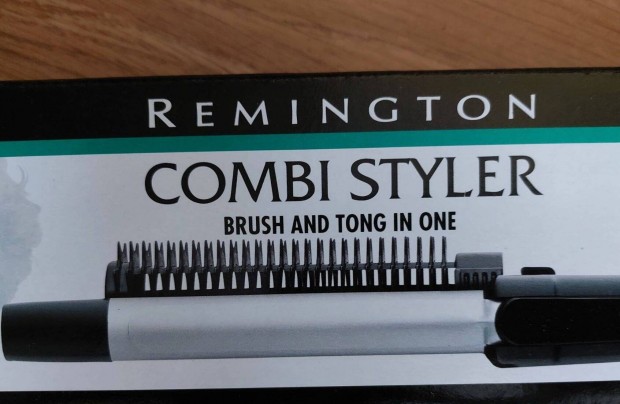 REMINGTON
COMBI STYLER
BRUSH AND TONG IN ONE